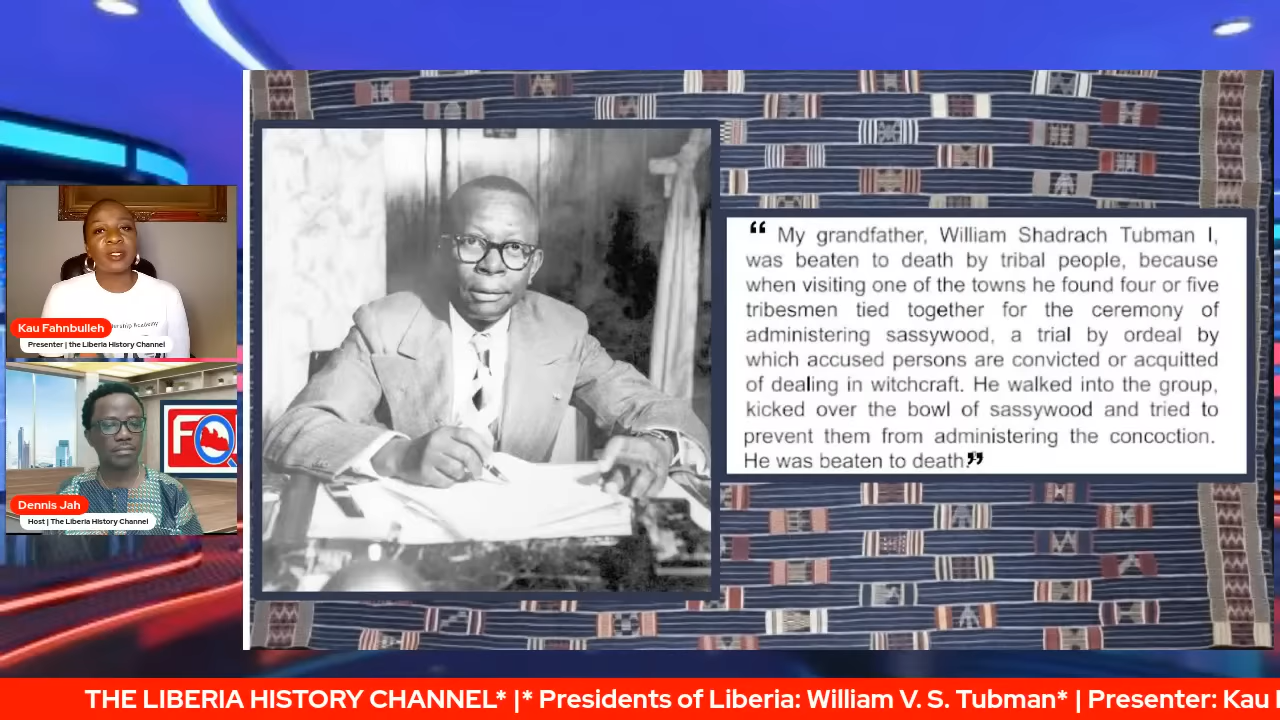 “ My grandfather, William Shadrach Tubman I,
was beaten to death by tribal people, because
when visiting one of the towns he found four or five
tribesmen tied together for the ceremony of
administering sassywood, a trial by ordeal by
which accused persons are convicted or acquitted
of dealing in witchcraft. He walked into the group,
kicked over the bowl of sassywood and tried to
prevent them from administering the concoction.
He was beaten to death.”
Kau Fahnbulleh
Presenter | the Liberia History Channel
Dennis Jah
Host | The Liberia History Channel
THE LIBERIA HISTORY CHANNEL* |* Presidents of Liberia: William V. S. Tubman* | Presenter: Kau